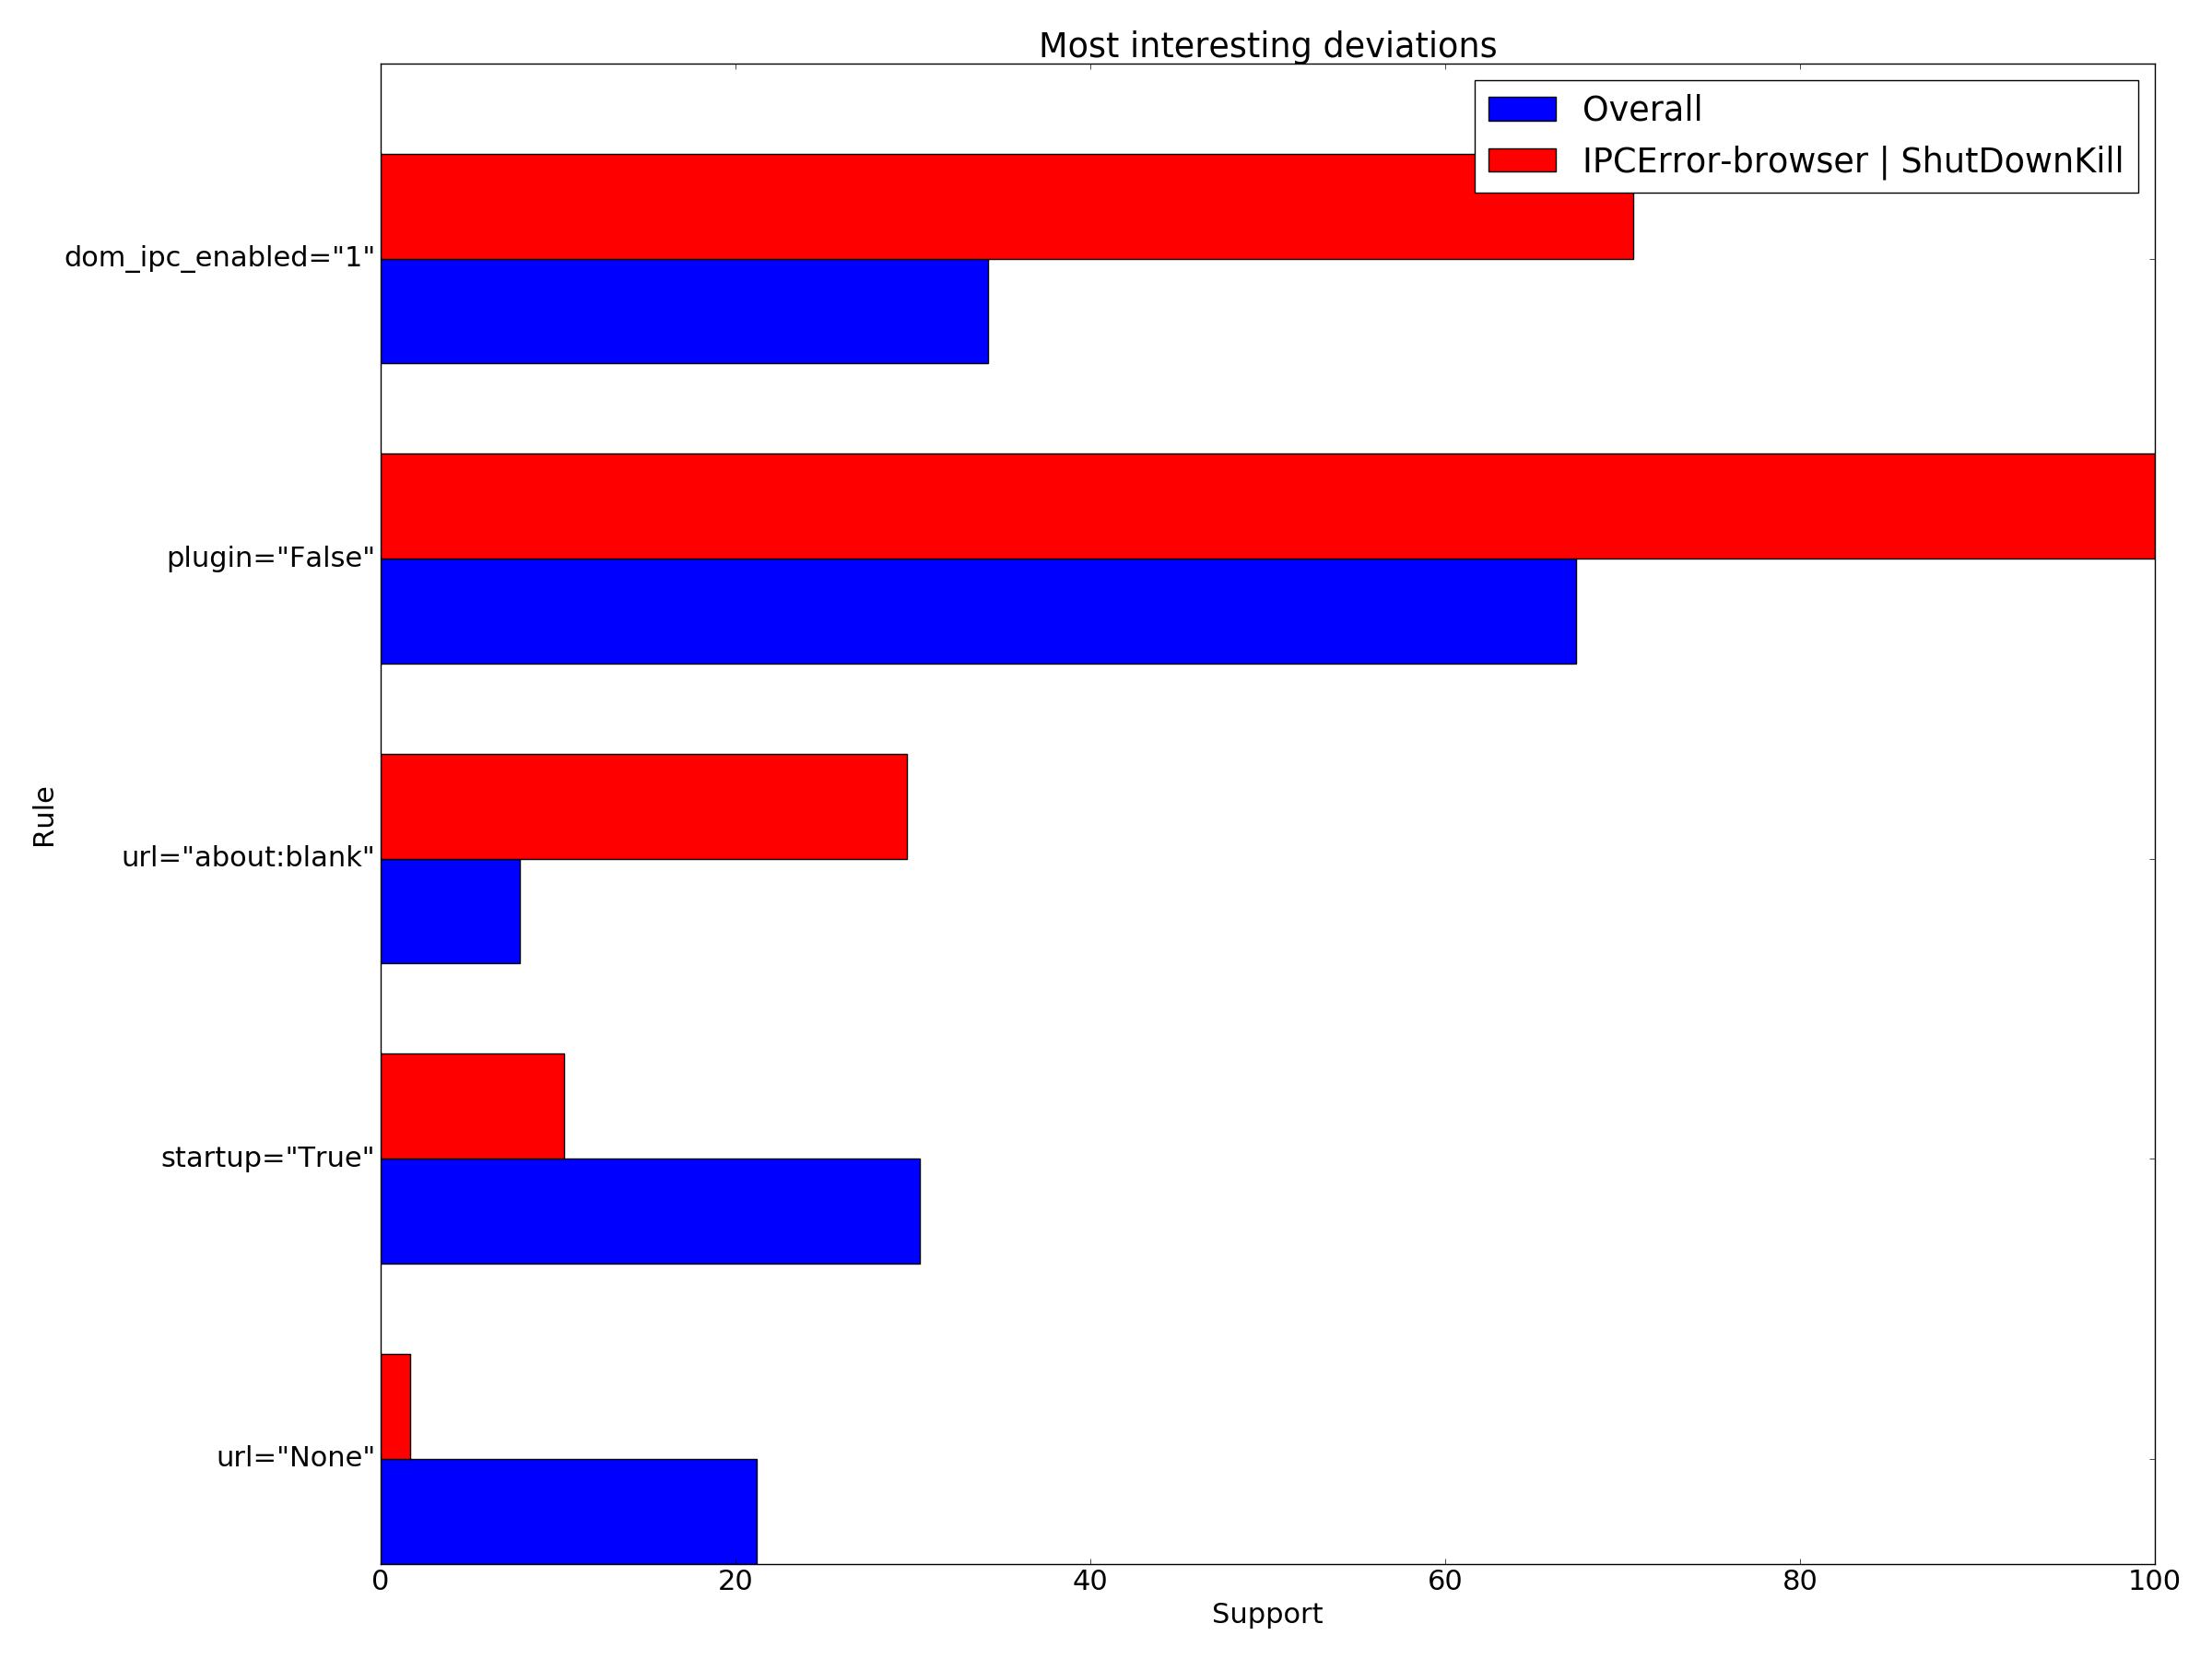 Most interesting deviations
Overall
IPCError-browser | ShutDownKill
dom_ipc_enabled="1"
plugin="False"
url="about:blank"
startup="True"
url="None"
Rule
0 20 40 60 80 100
Support